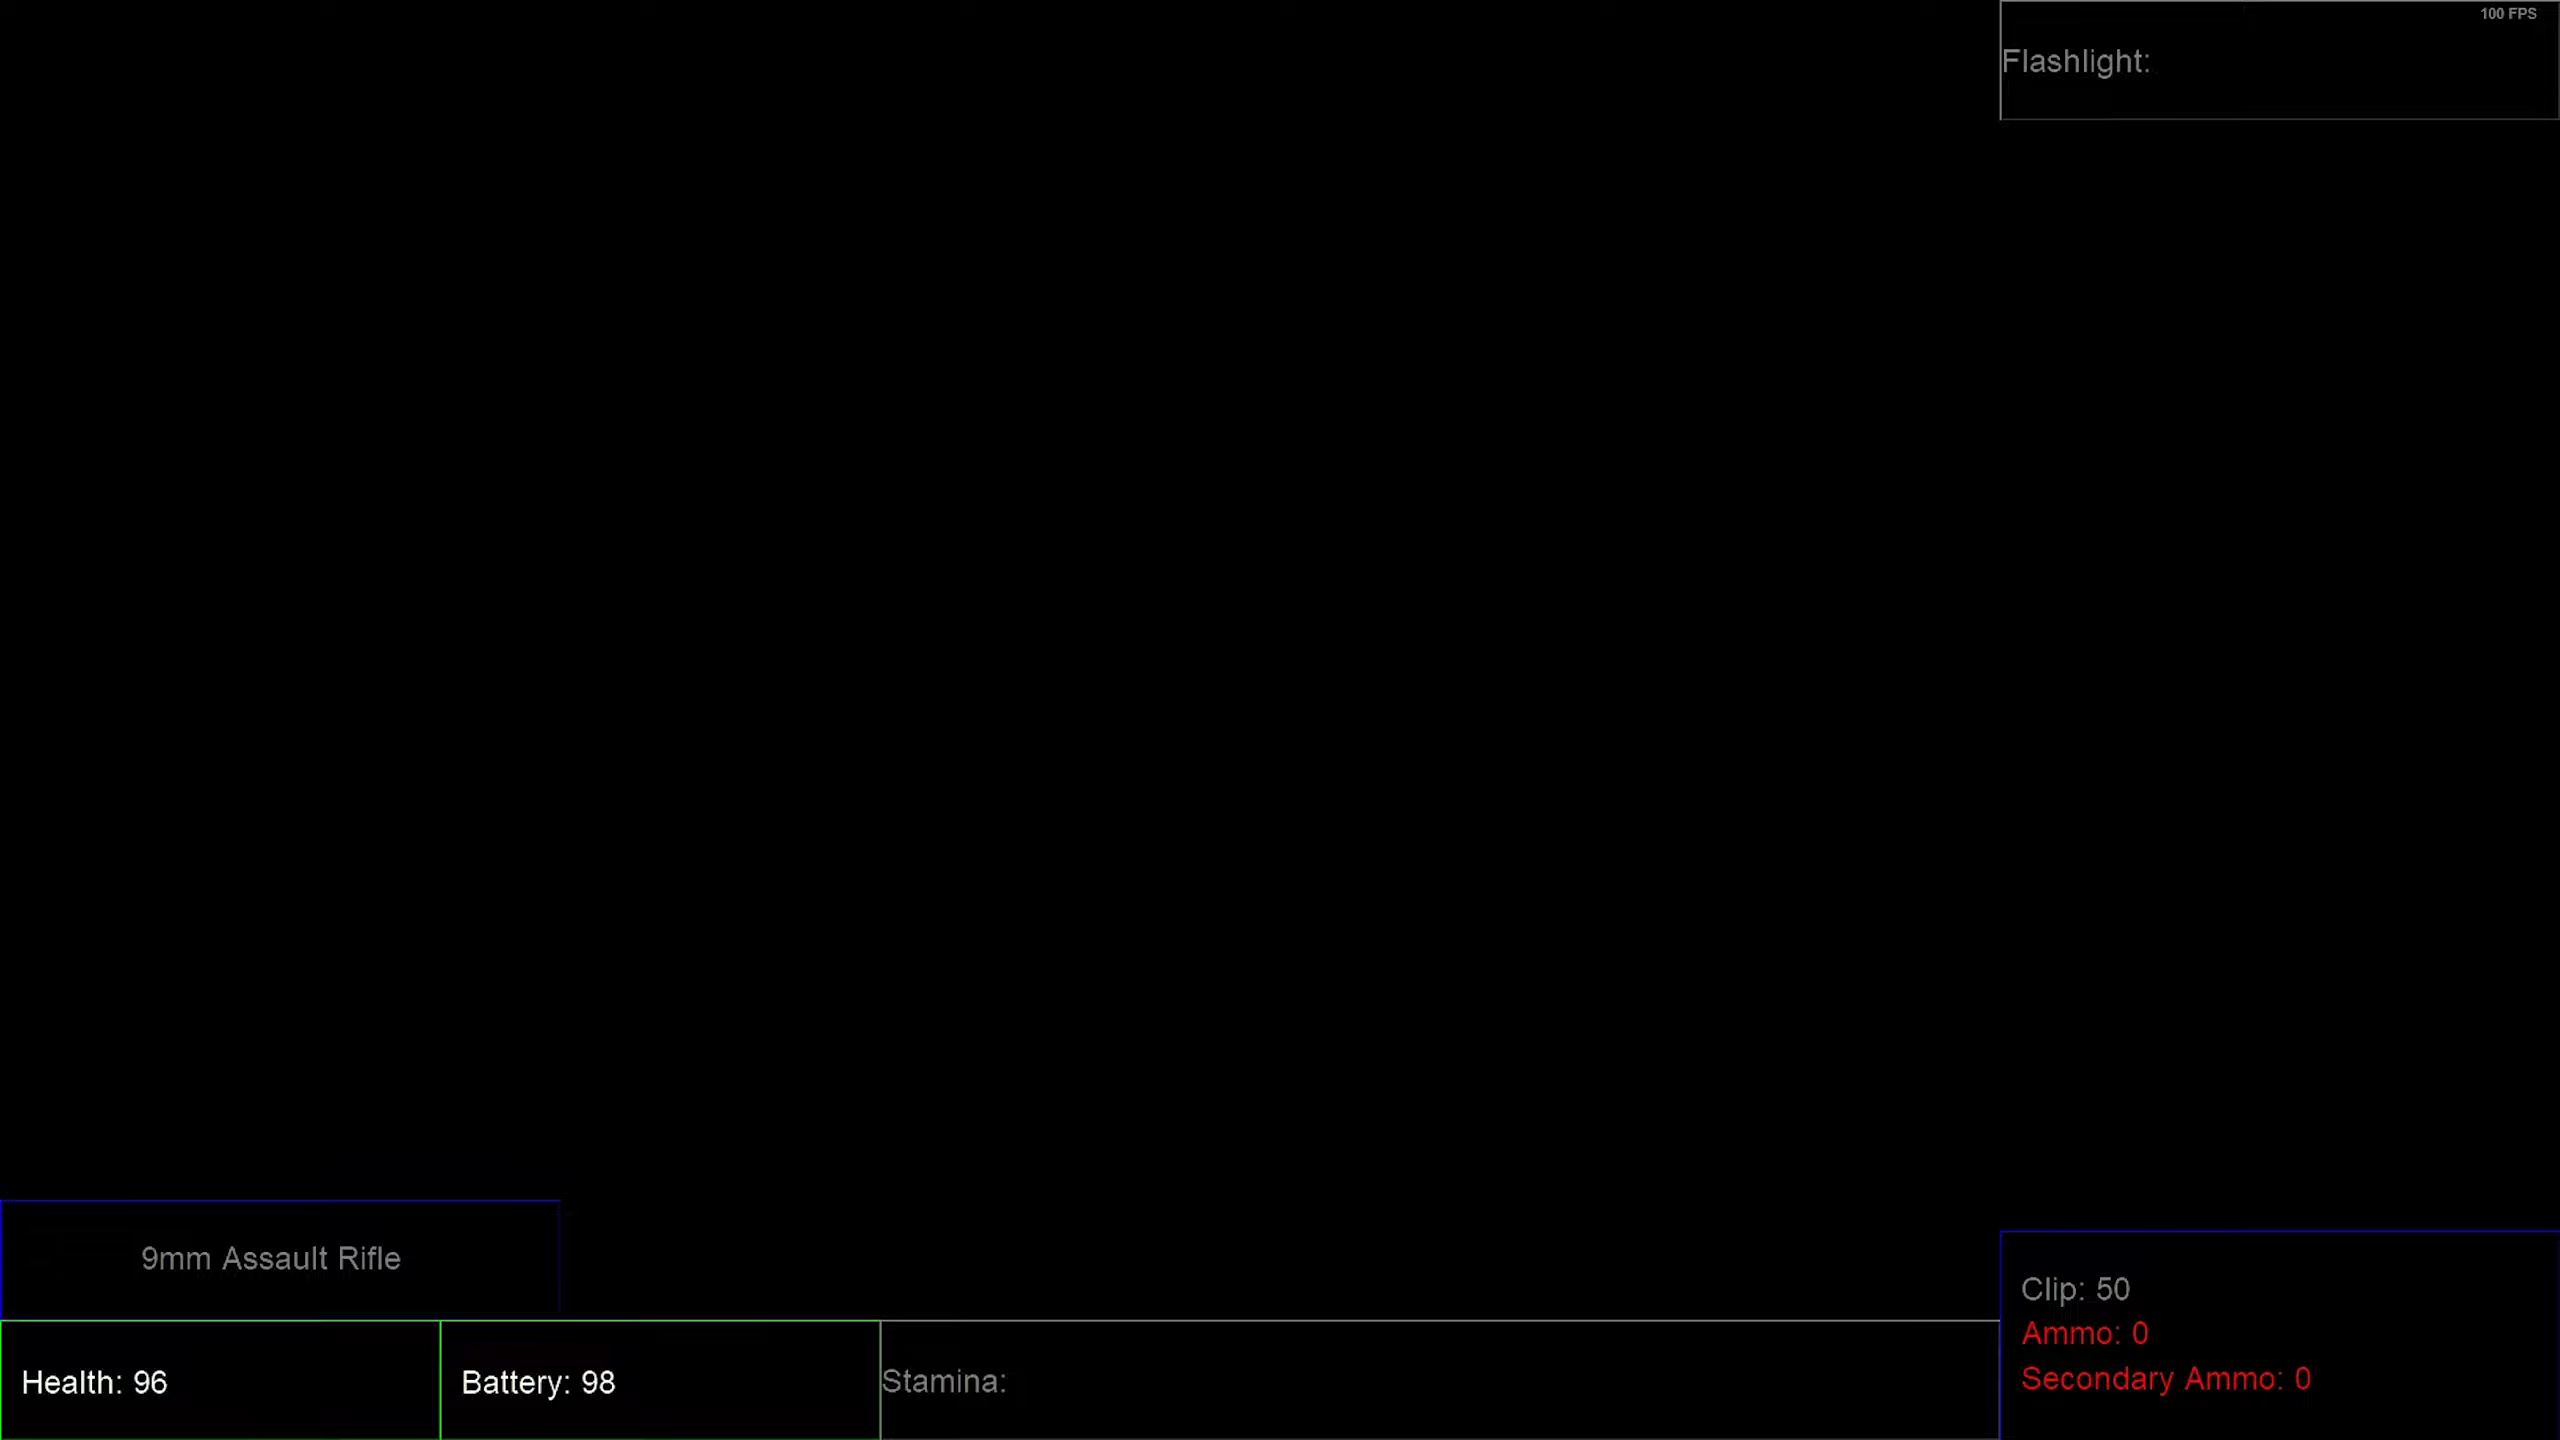 100 FPS
Flashlight:
9mm Assault Rifle
Clip: 50
Ammo: 0
Secondary Ammo: 0
Health: 96
Battery: 98
Stamina: